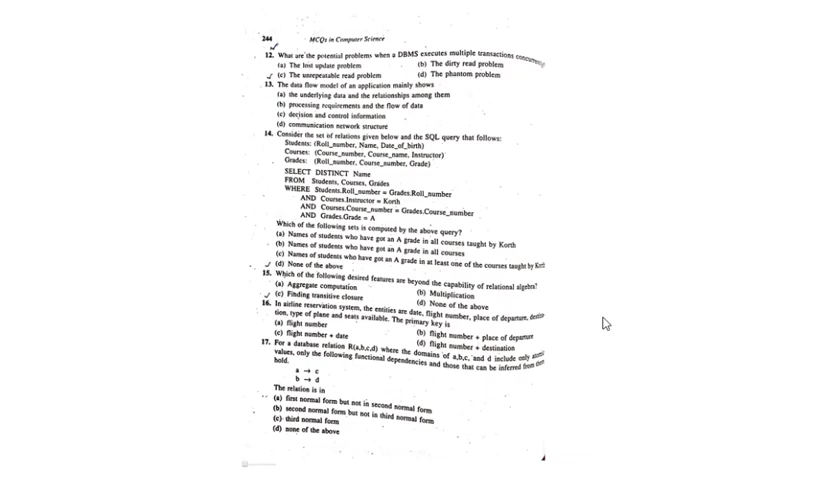 244 MCQs in Computer Science
12. What are the potential problems when a DBMS executes multiple transactions concurrently
(a) The lost update problem (b) The dirty read problem
(c) The unrepeatable read problem (d) The phantom problem
13. The data flow model of an application mainly shows
(a) the underlying data and the relationships among them
(b) processing requirements and the flow of data
(c) decision and control information
(d) communication network structure
14. Consider the set of relations given below and the SQL query that follows:
Students: (Roll_number, Name, Date_of_birth)
Courses: (Course_number, Course_name, Instructor)
Grades: (Roll_number, Course_number, Grade)
SELECT DISTINCT Name
FROM Students, Courses, Grades
WHERE Students.Roll_number = Grades.Roll_number
AND Courses.Instructor = Korth
AND Courses.Course_number = Grades.Course_number
AND Grades.Grade = A
Which of the following sets is computed by the above query?
(a) Names of students who have got an A grade in all courses taught by Korth
(b) Names of students who have got an A grade in all courses
(c) Names of students who have got an A grade in at least one of the courses taught by Korth
(d) None of the above
15. Which of the following desired features are beyond the capability of relational algebra?
(a) Aggregate computation (b) Multiplication
(c) Finding transitive closure (d) None of the above
16. In airline reservation system, the entities are date, flight number, place of departure, destina-
tion, type of plane and seats available. The primary key is
(a) flight number (b) flight number + place of departure
(c) flight number + date (d) flight number + destination
17. For a database relation R(a,b,c,d) where the domains of a,b,c, and d include only atomic
values, only the following functional dependencies and those that can be inferred from them
hold.
a → c
b → d
The relation is in
(a) first normal form but not in second normal form
(b) second normal form but not in third normal form
(c) third normal form
(d) none of the above